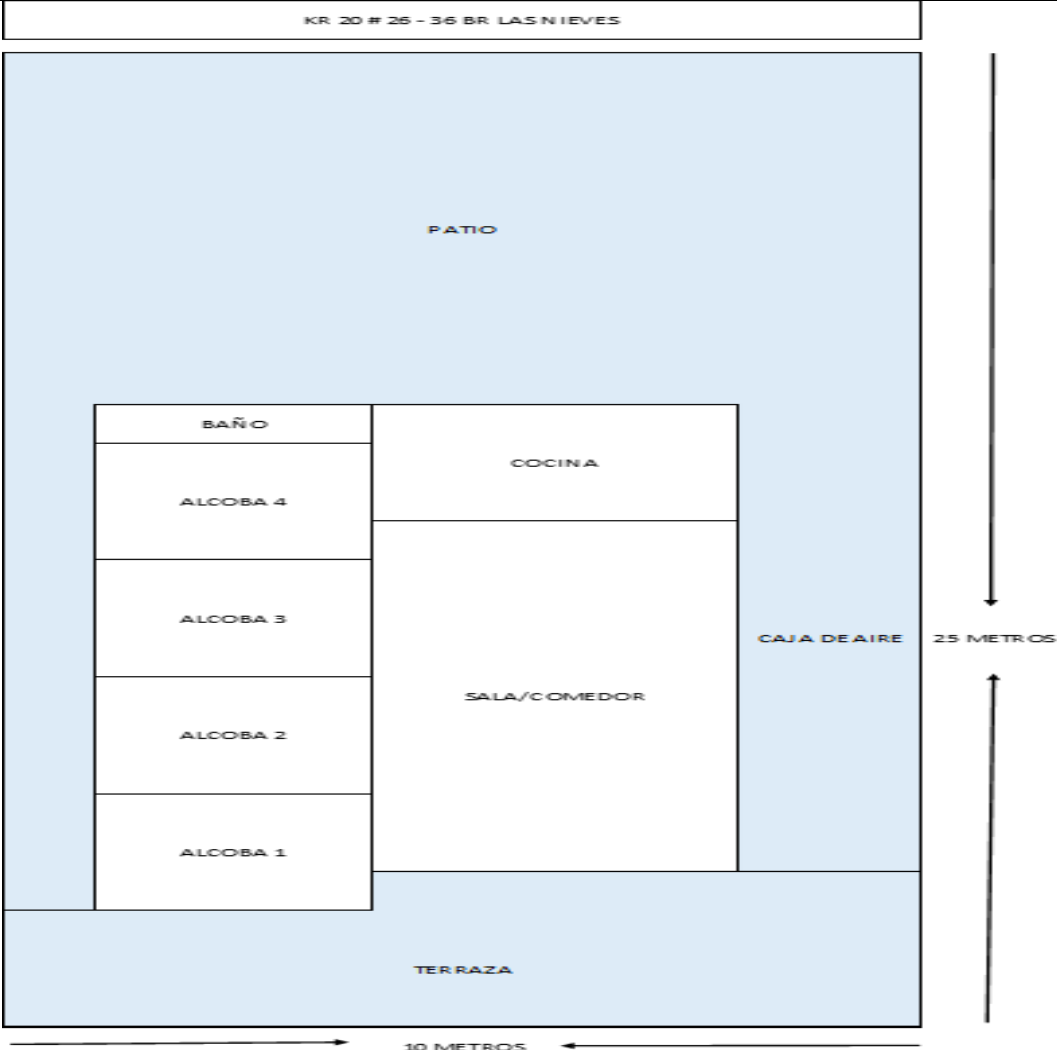 KR 20 # 26 - 36 BR LAS NIEVES
PATIO
BAÑO
COCINA
ALCOBA 4
ALCOBA 3
CAJA DE AIRE
25 METROS
SALA/COMEDOR
ALCOBA 2
ALCOBA 1
TERRAZA
10 METROS